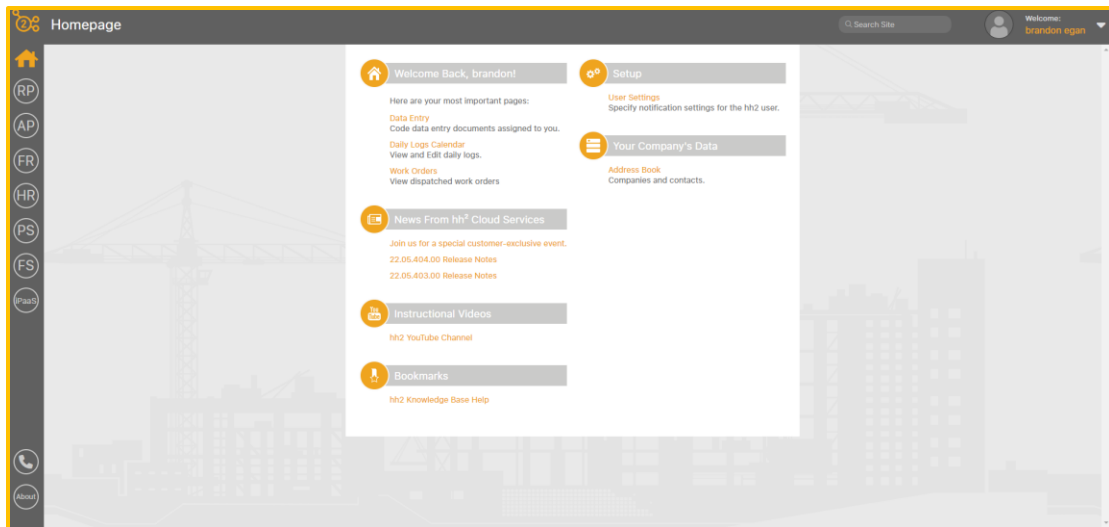 Homepage
Search Site
Welcome:
brandon egan
RP
AP
FR
HR
PS
FS
iPaaS
About
Welcome Back, brandon!
Here are your most important pages:
Data Entry
Code data entry documents assigned to you.
Daily Logs Calendar
View and Edit daily logs.
Work Orders
View dispatched work orders
News From hh² Cloud Services
Join us for a special customer-exclusive event.
22.05.404.00 Release Notes
22.05.403.00 Release Notes
You
Tube
Instructional Videos
hh2 YouTube Channel
Bookmarks
hh2 Knowledge Base Help
Setup
User Settings
Specify notification settings for the hh2 user.
Your Company's Data
Address Book
Companies and contacts.